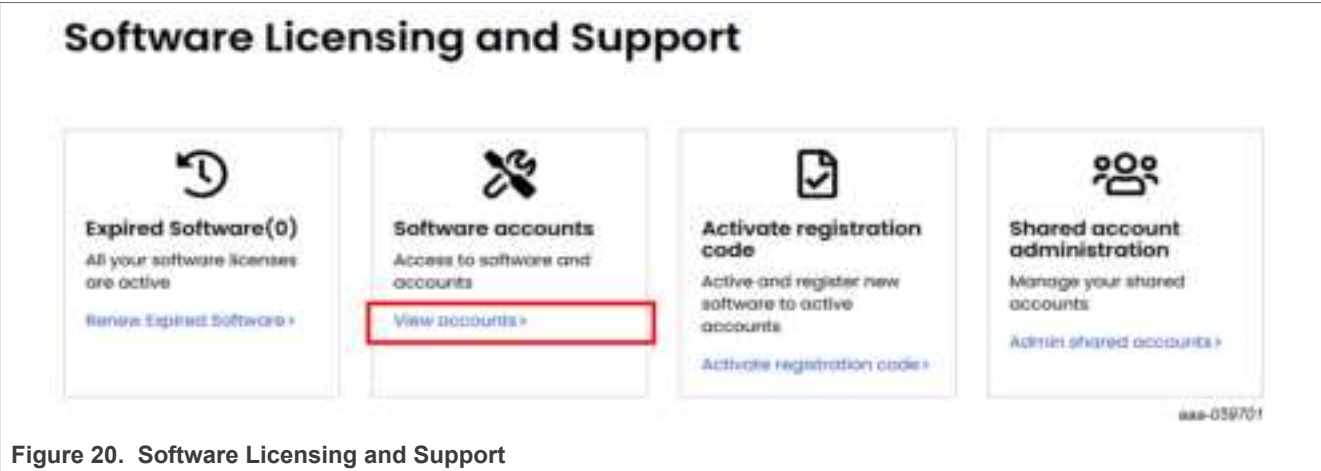 Software Licensing and Support
Expired Software(0)
All your software licenses
are active
Renew Expired Software >
Software accounts
Access to software and
accounts
View accounts >
Activate registration
code
Active and register new
software to active
accounts
Activate registration code >
Shared account
administration
Manage your shared
accounts
Admin shared accounts >
aaa-059701
Figure 20. Software Licensing and Support